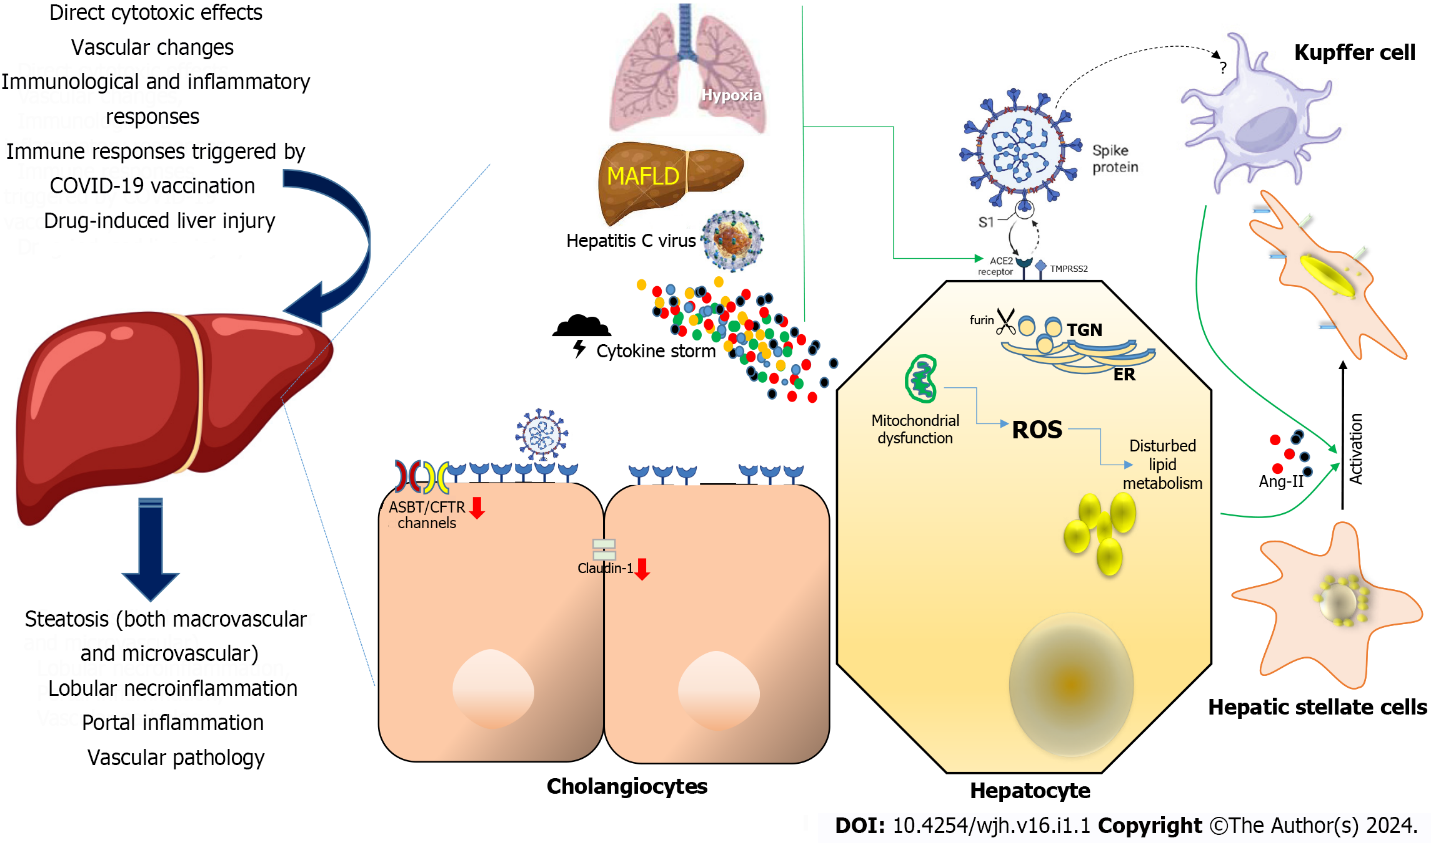 Direct cytotoxic effects
Vascular changes
Immunological and inflammatory
responses
Immune responses triggered by
COVID-19 vaccination
Drug-induced liver injury
Steatosis (both macrovascular
and microvascular)
Lobular necroinflammation
Portal inflammation
Vascular pathology
Hypoxia
MAFLD
Hepatitis C virus
Cytokine storm
ASBT/CFTR
channels
Claudin-1
Cholangiocytes
Spike
protein
S1
ACE2
receptor
TMPRSS2
furin
TGN
ER
Mitochondrial
dysfunction
ROS
Disturbed
lipid
metabolism
Hepatocyte
?
Kupffer cell
Ang-II
Activation
Hepatic stellate cells
DOI: 10.4254/wjh.v16.i1.1 Copyright ©The Author(s) 2024.